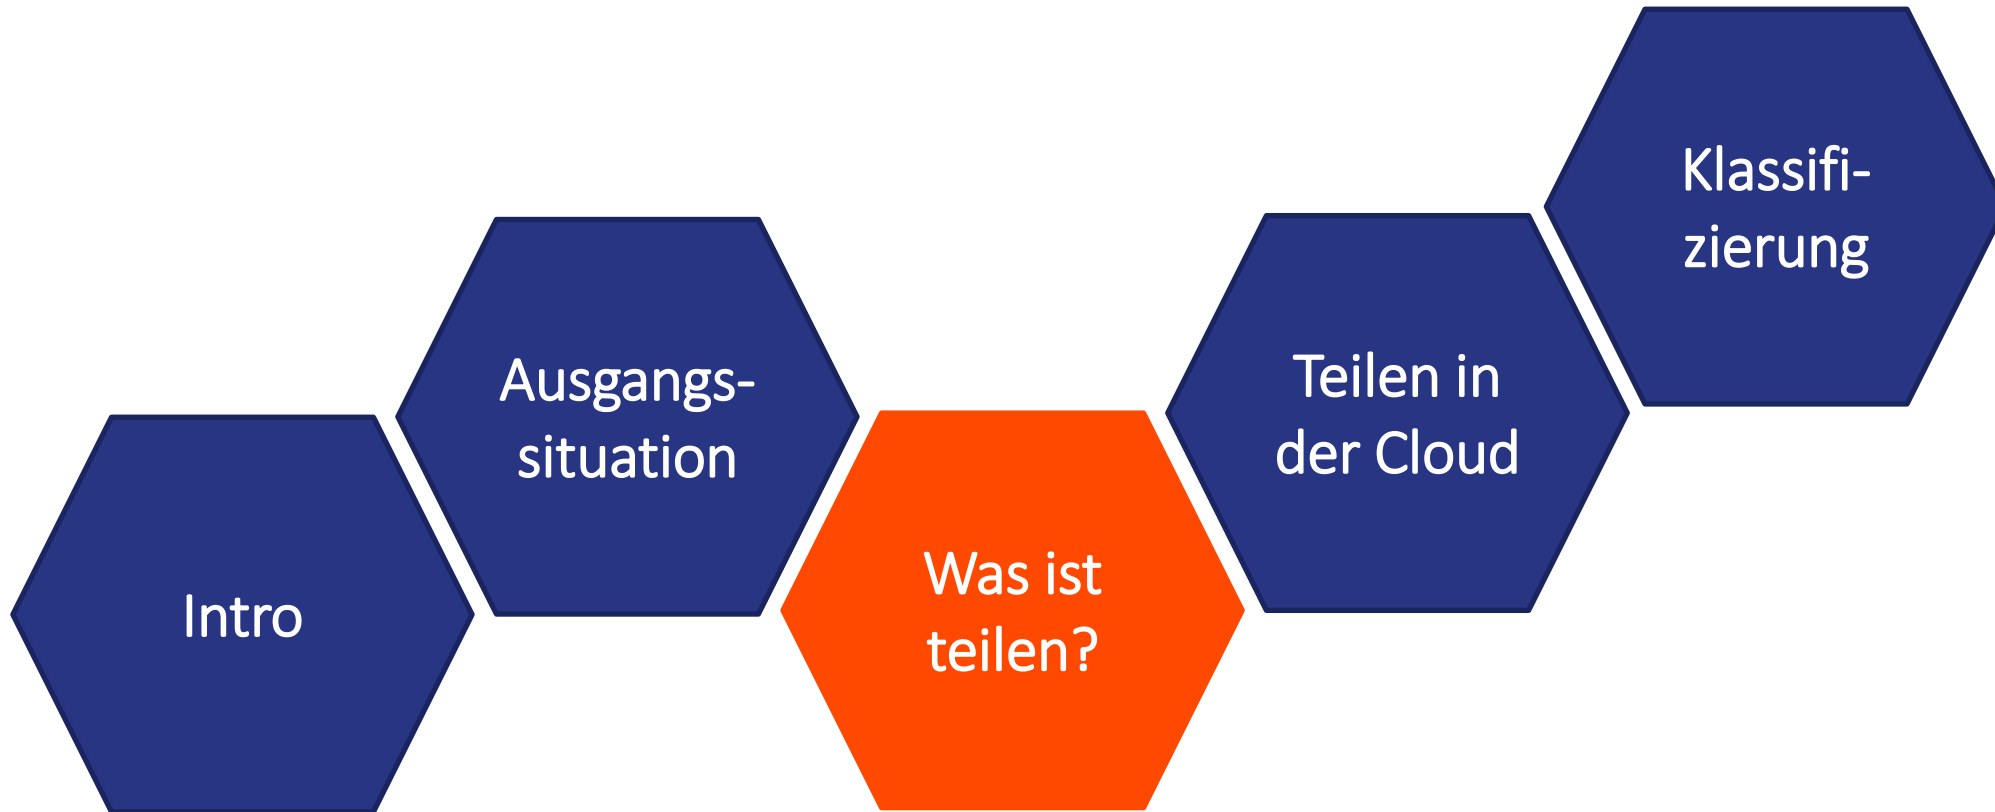 Intro
Ausgangs-
situation
Was ist
teilen?
Teilen in
der Cloud
Klassifi-
zierung